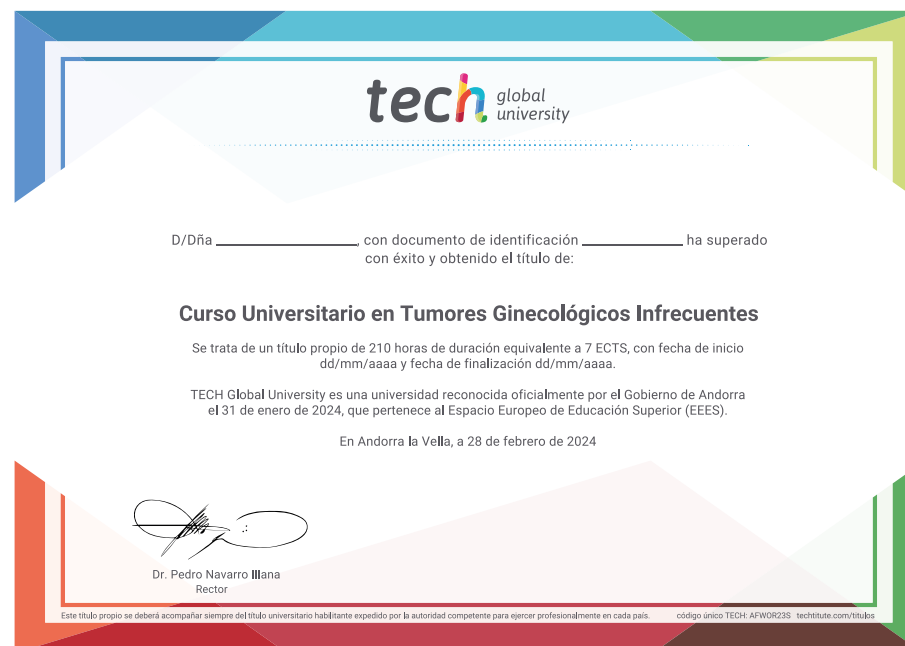 tech global university
D/Dña ____________, con documento de identificación ____________ ha superado
con éxito y obtenido el título de:
Curso Universitario en Tumores Ginecológicos Infrecuentes
Se trata de un título propio de 210 horas de duración equivalente a 7 ECTS, con fecha de inicio
dd/mm/aaaa y fecha de finalización dd/mm/aaaa.
TECH Global University es una universidad reconocida oficialmente por el Gobierno de Andorra
el 31 de enero de 2024, que pertenece al Espacio Europeo de Educación Superior (EEES).
En Andorra la Vella, a 28 de febrero de 2024
Dr. Pedro Navarro Illana
Rector
Este título propio se deberá acompañar siempre del título universitario habilitante expedido por la autoridad competente para ejercer profesionalmente en cada país. código único TECH: AFWOR23S techtitute.com/titulos